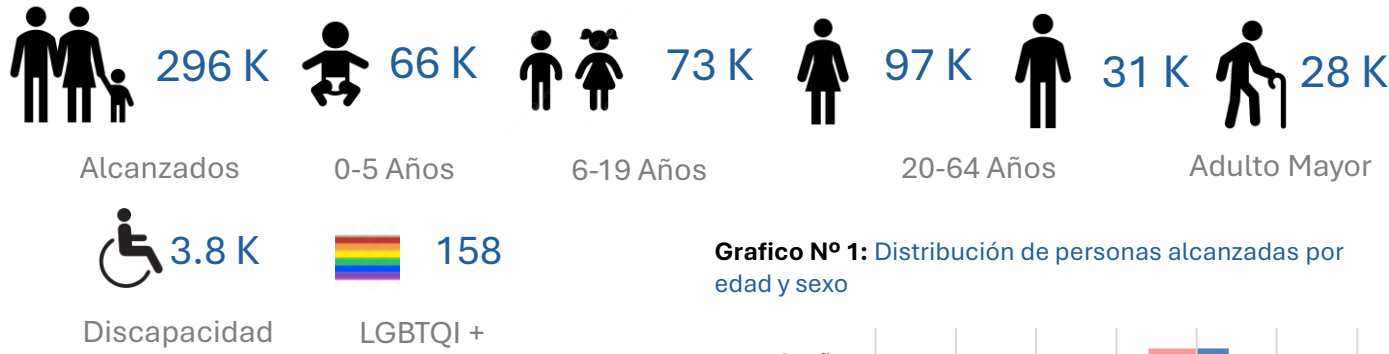 296 K
66 K
73 K
97 K
31 K
28 K
Alcanzados
0-5 Años
6-19 Años
20-64 Años
Adulto Mayor
3.8 K
158
Discapacidad
LGBTQI +
Grafico Nº 1: Distribución de personas alcanzadas por
edad y sexo